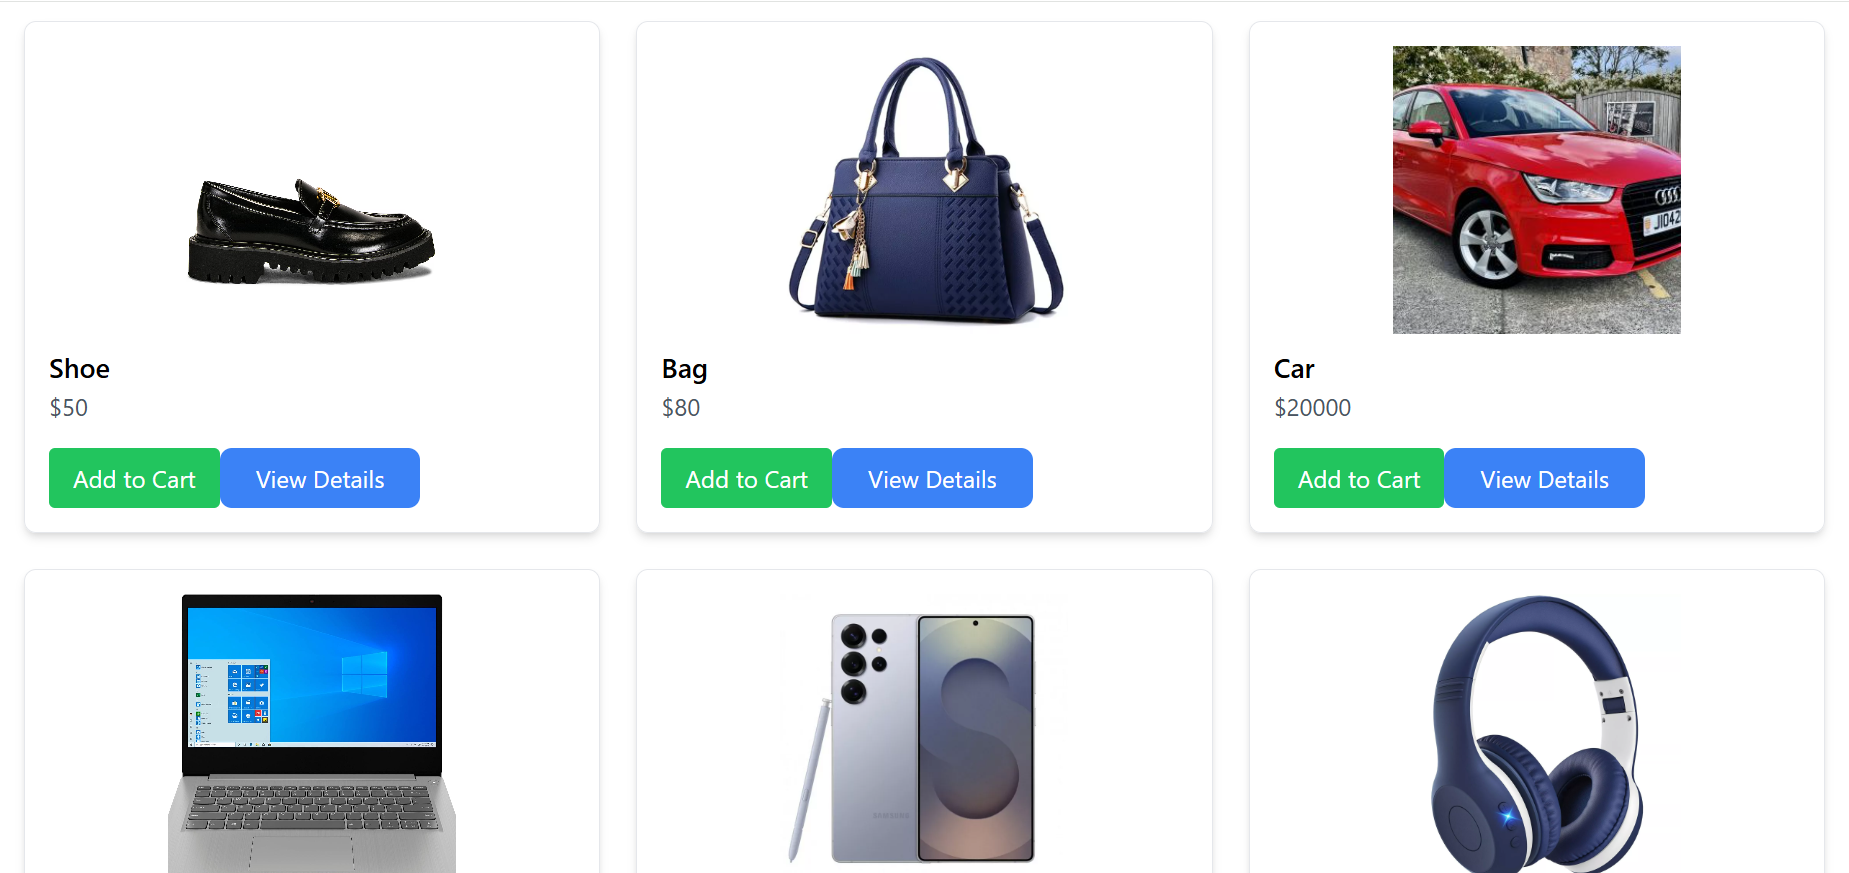 Shoe
$50
Add to Cart
View Details
Bag
$80
Add to Cart
View Details
Car
$20000
Add to Cart
View Details
SAMSUNG